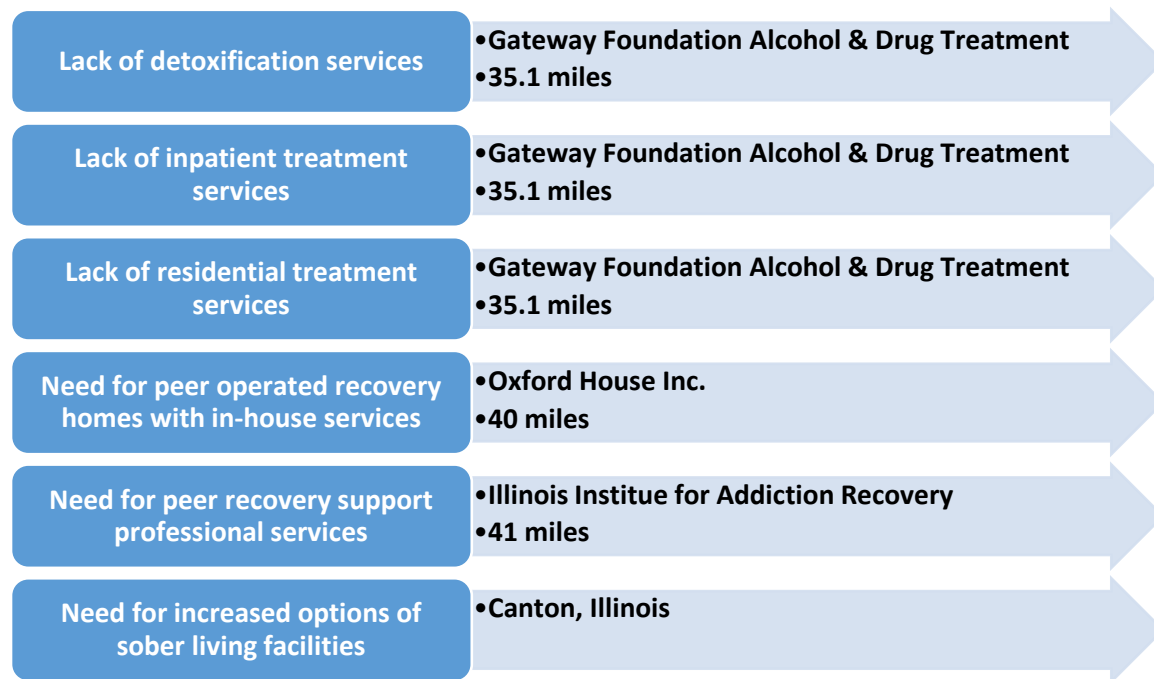 Lack of detoxification services
•Gateway Foundation Alcohol & Drug Treatment
•35.1 miles
Lack of inpatient treatment
services
•Gateway Foundation Alcohol & Drug Treatment
•35.1 miles
Lack of residential treatment
services
•Gateway Foundation Alcohol & Drug Treatment
•35.1 miles
Need for peer operated recovery
homes with in-house services
•Oxford House Inc.
•40 miles
Need for peer recovery support
professional services
•Illinois Institue for Addiction Recovery
•41 miles
Need for increased options of
sober living facilities
•Canton, Illinois